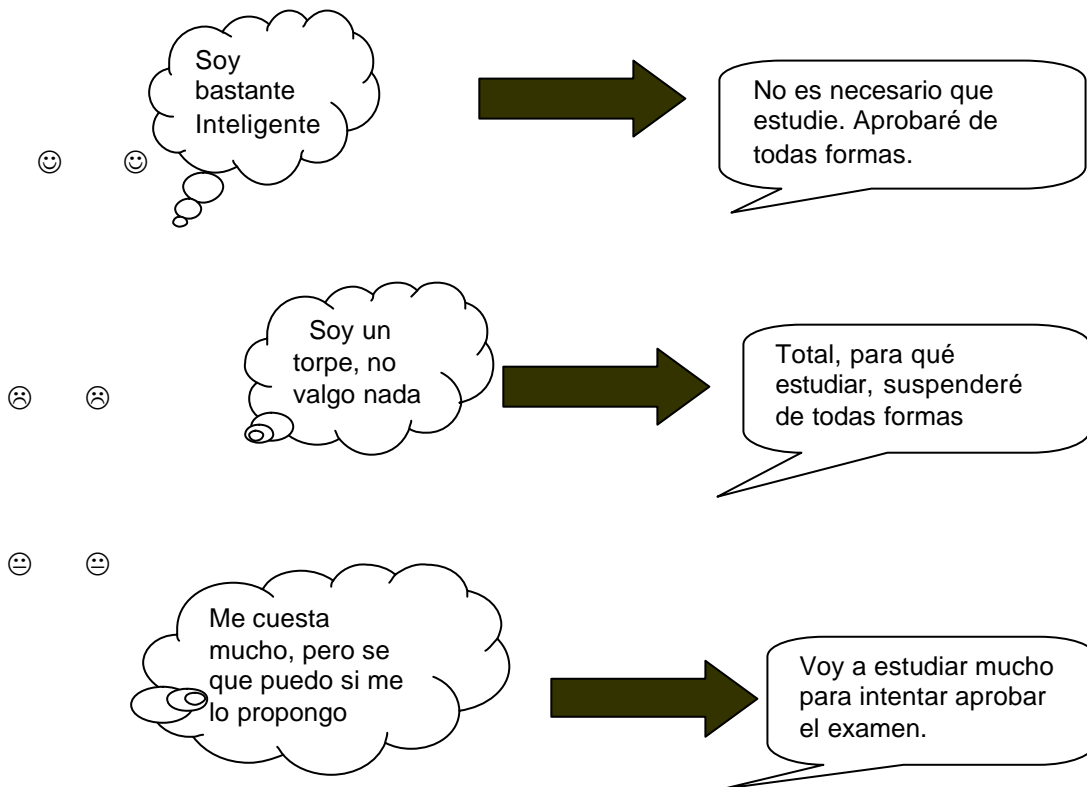 Soy
bastante
Inteligente
No es necesario que
estudie. Aprobaré de
todas formas.
Soy un
torpe, no
valgo nada
Total, para qué
estudiar, suspenderé
de todas formas
Me cuesta
mucho, pero se
que puedo si me
lo propongo
Voy a estudiar mucho
para intentar aprobar
el examen.